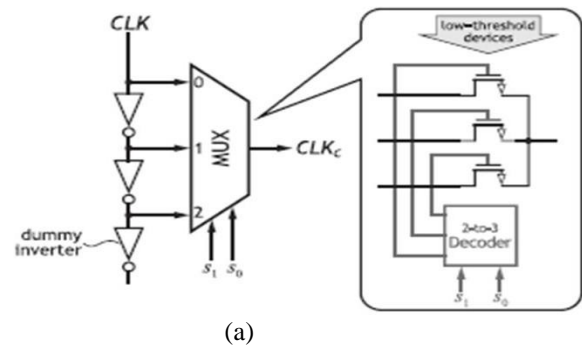 CLK
0
1
2
MUX
CLKc
dummy
inverter
s1 s0
low-threshold
devices
2-to-3
Decoder
s1 s0
(a)